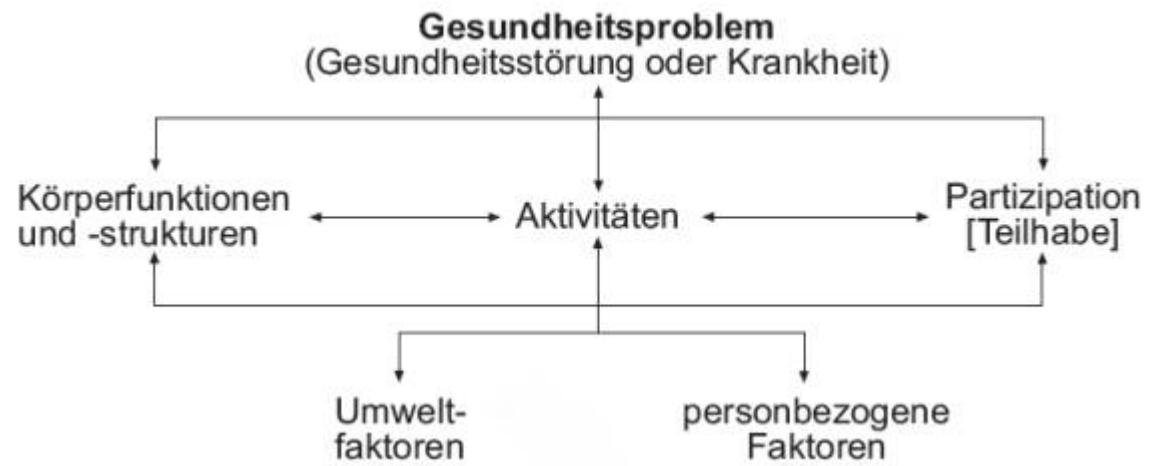 Gesundheitsproblem
(Gesundheitsstörung oder Krankheit)
Körperfunktionen
und -strukturen
Aktivitäten
Partizipation
[Teilhabe]
Umwelt-
faktoren
personbezogene
Faktoren